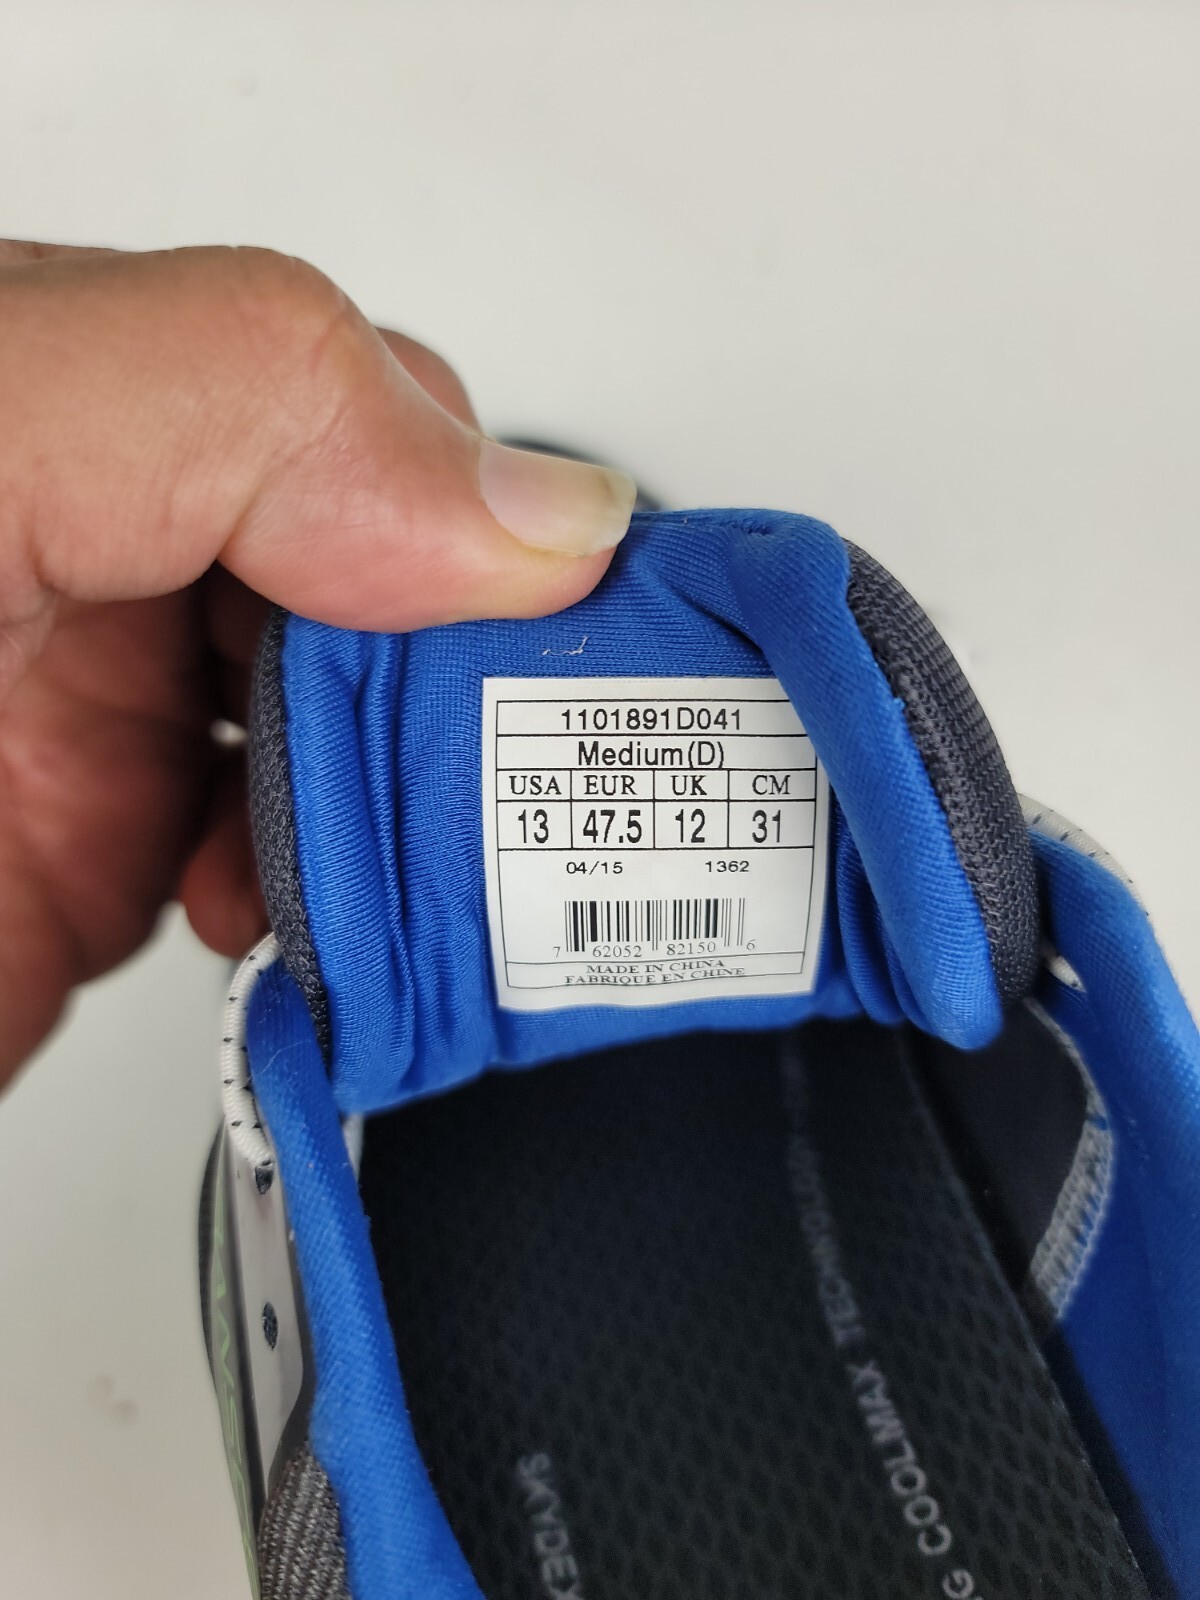 1101891D041
Medium(D)
USA EUR UK CM
13 47.5 12 31
04/15 1362
7 62052 82150 6
MADE IN CHINA
FABRIQUE EN CHINE
COOLMAX TECHNOLOGY